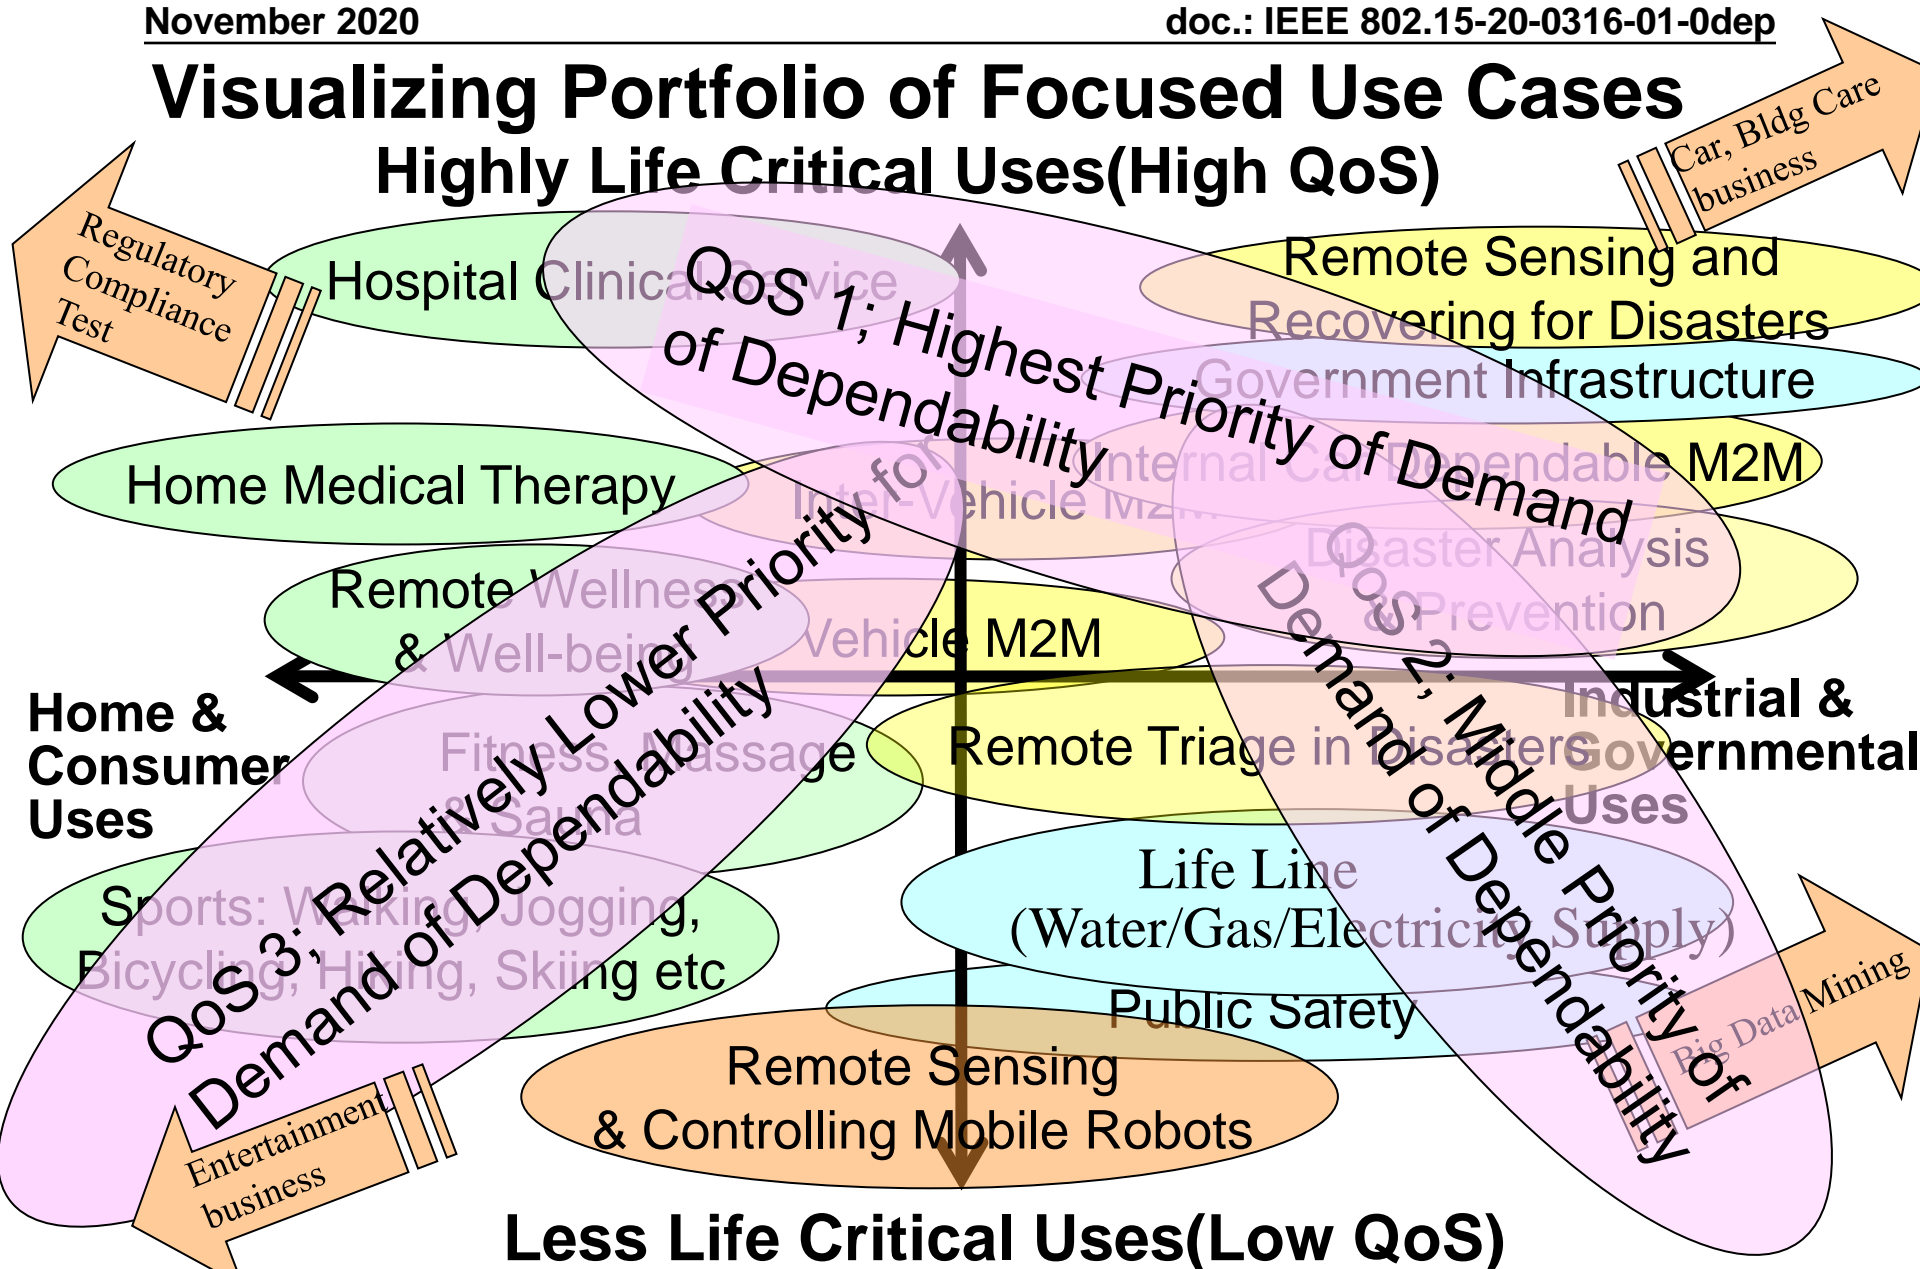 November 2020
doc.: IEEE 802.15-20-0316-01-0dep
Visualizing Portfolio of Focused Use Cases
Highly Life Critical Uses(High QoS)
Car, Bldg Care
business
Regulatory
Compliance
Test
Hospital Clinical Service
QoS 1; Highest Priority of Demand
of Dependability
Remote Sensing and
Recovering for Disasters
Government Infrastructure
Home Medical Therapy
Inter-Vehicle M2M
Internal Car Dependable M2M
Disaster Analysis
& Prevention
Remote Wellness
& Well-being
Vehicle M2M
QoS 3; Relatively Lower Priority for
Demand of Dependability
QoS 2; Middle Priority of
Demand of Dependability
Home &
Consumer
Uses
Industrial &
Governmental
Uses
Fitness, Massage
& Sauna
Remote Triage in Disasters
Life Line
(Water/Gas/Electricity Supply)
Sports: Walking, Jogging,
Bicycling, Hiking, Skiing etc
Public Safety
Big Data Mining
Remote Sensing
& Controlling Mobile Robots
Entertainment
business
Less Life Critical Uses(Low QoS)